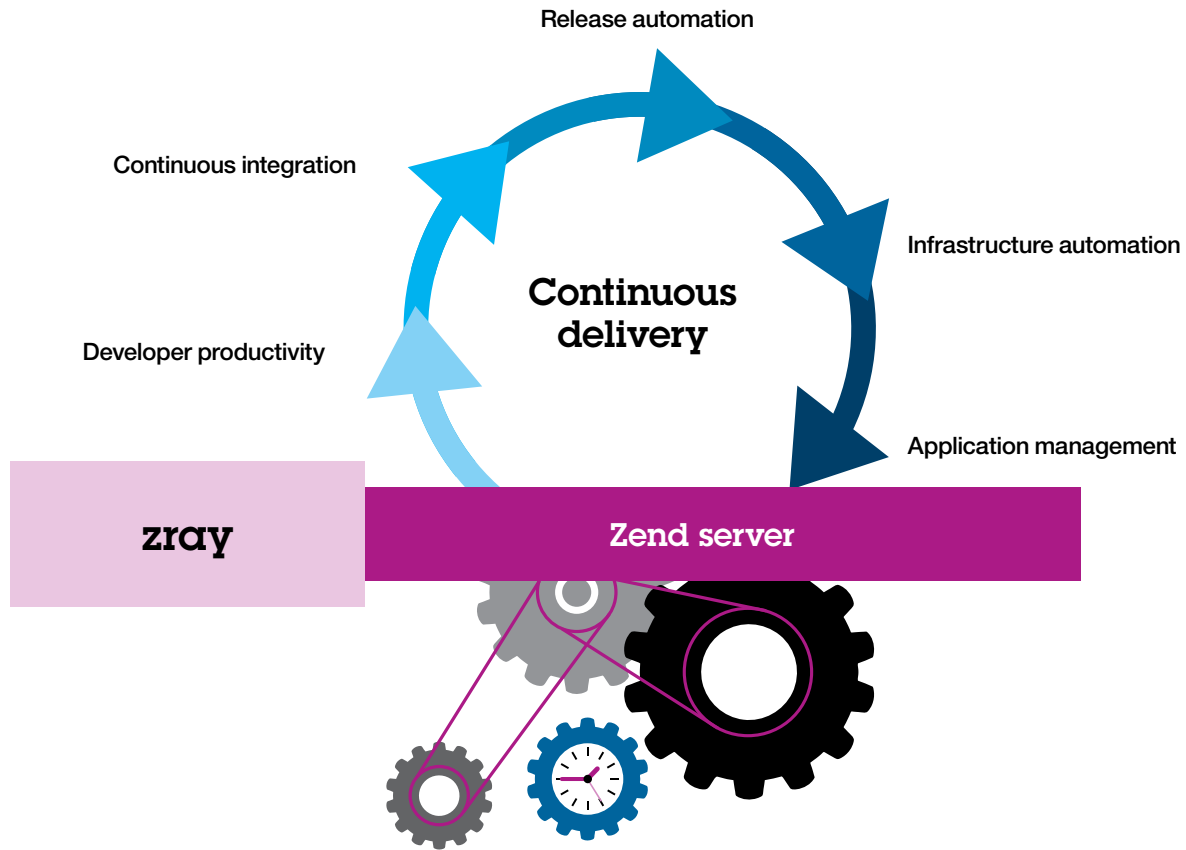 Release automation
Continuous integration
Infrastructure automation
Continuous
delivery
Developer productivity
Application management
zray
Zend server